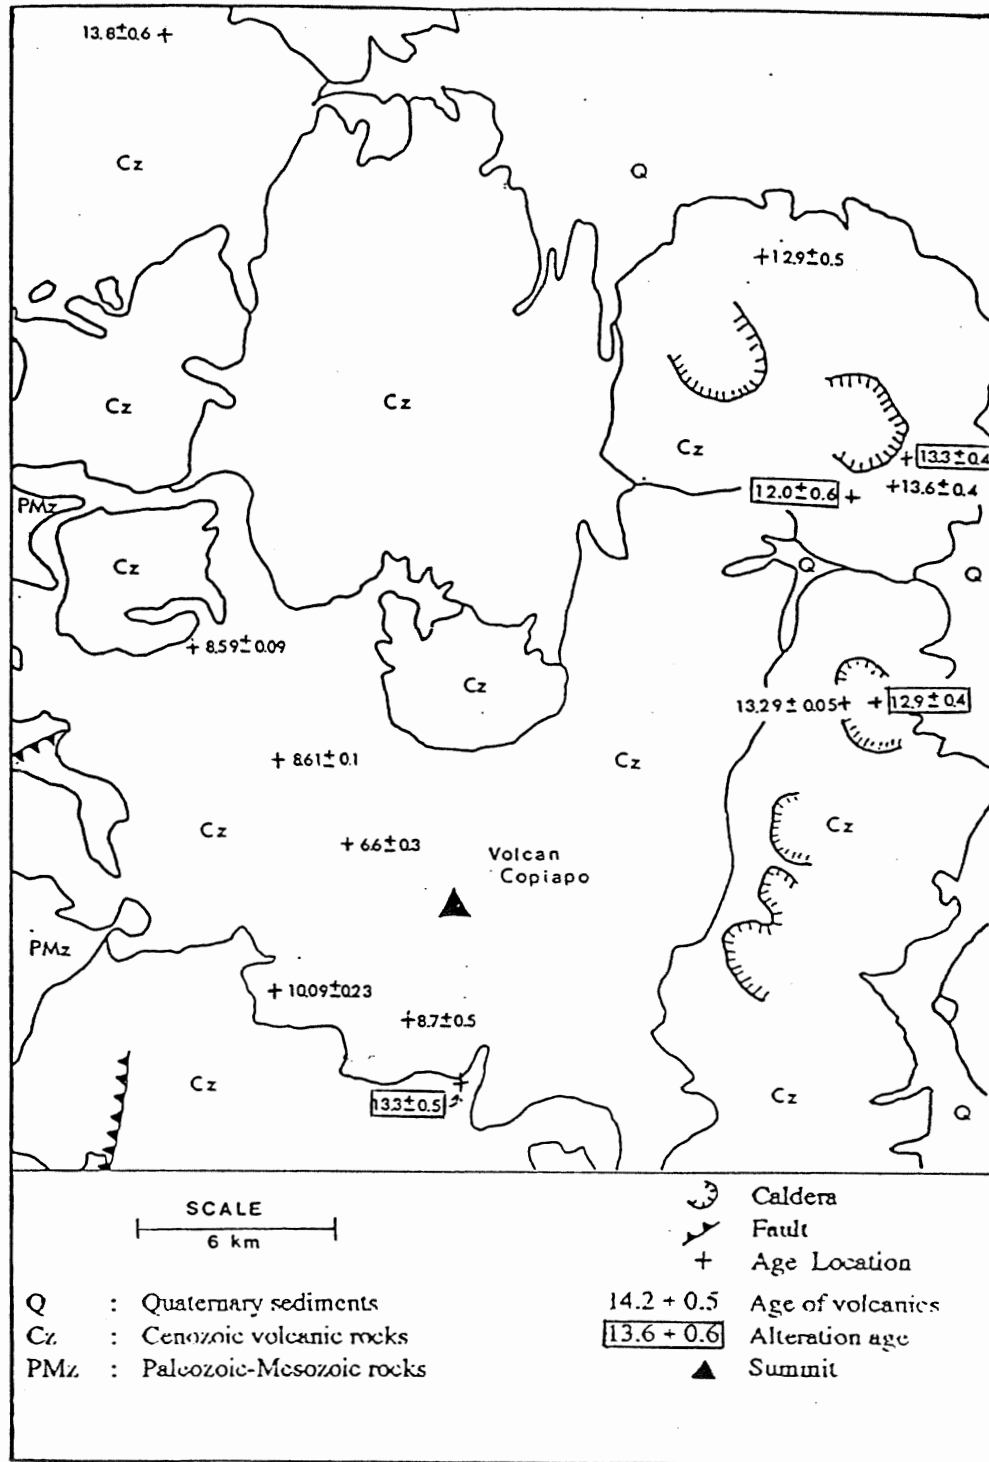 13.8±0.6 +
Cz
Q
+12.9±0.5
Cz
Cz
Cz
13.3±0.4
+13.6±0.4
12.0±0.6 +
PMz
Cz
Q
Q
+ 8.59±0.09
Cz
13.29±0.05+ + 12.9±0.4
+ 8.61±0.1
Cz
Cz
Cz
+ 6.6±0.3
Volcan
Copiapo
PMz
+ 10.09±0.23
+8.7±0.5
Cz
13.3±0.5
Cz
Q
SCALE
6 km
Caldera
Fault
+ Age Location
Q : Quaternary sediments
14.2 + 0.5 Age of volcanics
Cz : Cenozoic volcanic rocks
13.6 + 0.6 Alteration age
PMz : Paleozoic-Mesozoic rocks
Summit